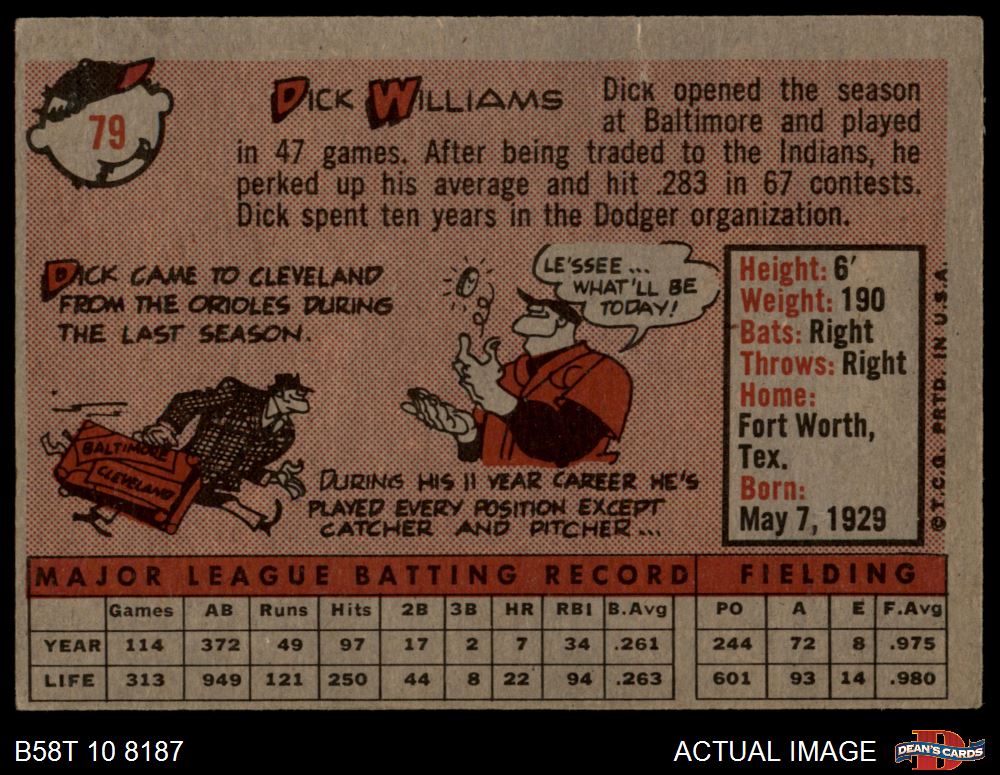 79
DICK WILLIAMS
Dick opened the season
at Baltimore and played
in 47 games. After being traded to the Indians, he
perked up his average and hit .283 in 67 contests.
Dick spent ten years in the Dodger organization.
DICK CAME TO CLEVELAND
FROM THE ORIOLES DURING
THE LAST SEASON.
BALTIMORE
CLEVELAND
LE'SSEE...
WHAT'LL BE
TODAY!
DURING HIS 11 YEAR CAREER HE'S
PLAYED EVERY POSITION EXCEPT
CATCHER AND PITCHER...
Height: 6'
Weight: 190
Bats: Right
Throws: Right
Home:
Fort Worth,
Tex.
Born:
May 7, 1929
© T.C.G. PRTD. IN U.S.A.
MAJOR LEAGUE BATTING RECORD FIELDING
Games AB Runs Hits 2B 3B HR RBI B.Avg PO A E F.Avg
YEAR 114 372 49 97 17 2 7 34 .261 244 72 8 .975
LIFE 313 949 121 250 44 8 22 94 .263 601 93 14 .980
B58T 10 8187
ACTUAL IMAGE
DEAN'S CARDS